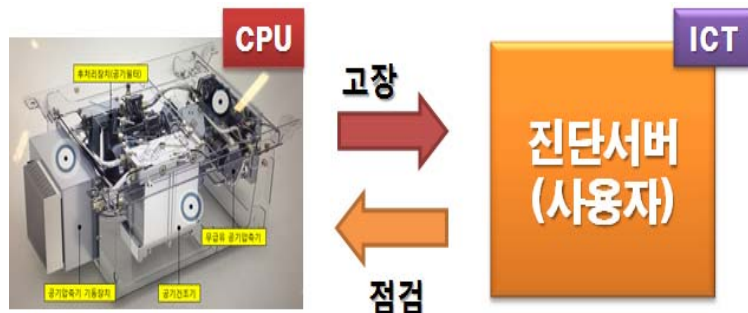 CPU
ICT
후처리장치(공기필터)
고장
진단서버
(사용자)
무급유 공기압축기
공기압축기 기동장치
공기건조기
점검